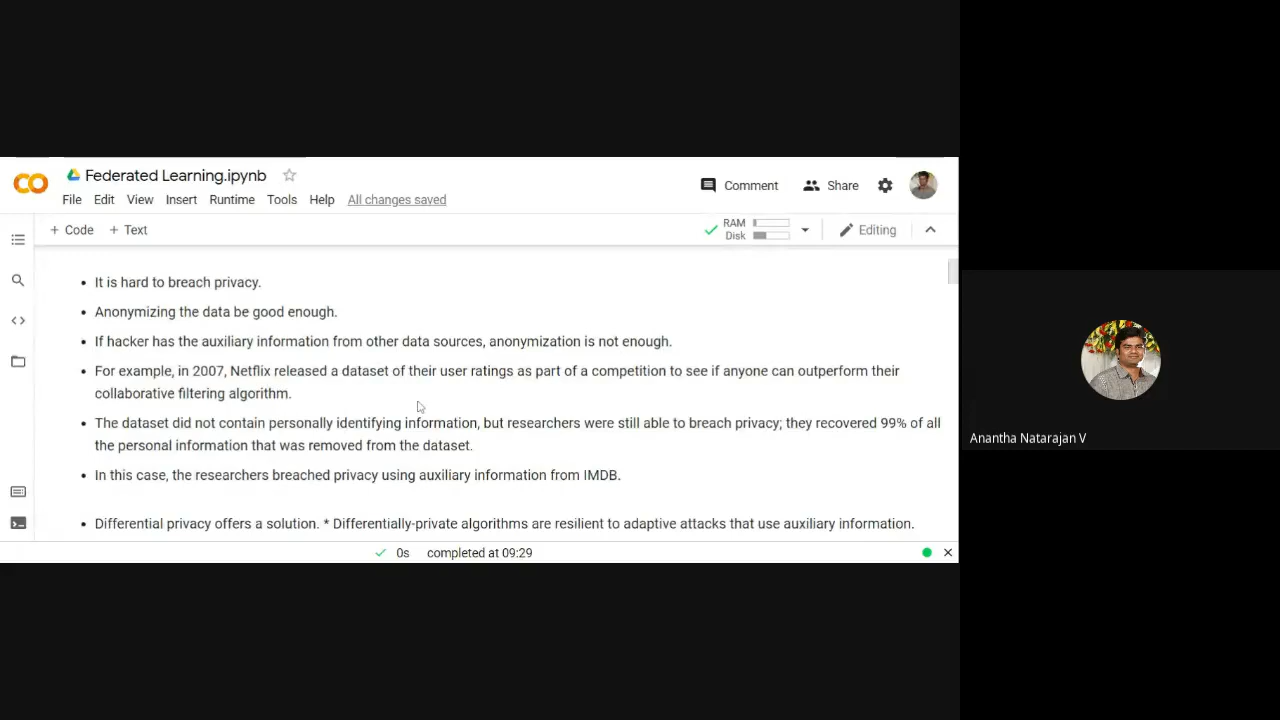 Federated Learning.ipynb
File Edit View Insert Runtime Tools Help All changes saved
Comment Share
+ Code + Text
RAM
Disk
Editing
• It is hard to breach privacy.
• Anonymizing the data be good enough.
• If hacker has the auxiliary information from other data sources, anonymization is not enough.
• For example, in 2007, Netflix released a dataset of their user ratings as part of a competition to see if anyone can outperform their
collaborative filtering algorithm.
• The dataset did not contain personally identifying information, but researchers were still able to breach privacy; they recovered 99% of all
the personal information that was removed from the dataset.
• In this case, the researchers breached privacy using auxiliary information from IMDB.
• Differential privacy offers a solution. * Differentially-private algorithms are resilient to adaptive attacks that use auxiliary information.
0s completed at 09:29
Anantha Natarajan V